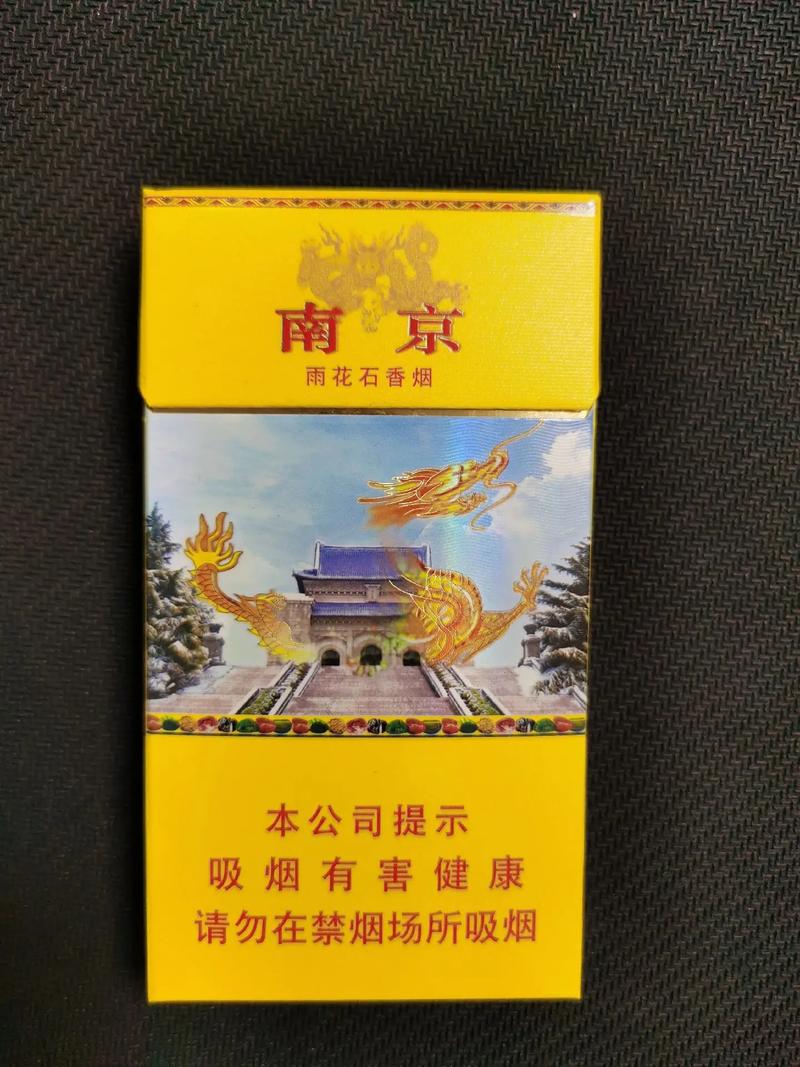 南京
雨花石香烟
本公司提示
吸烟有害健康
请勿在禁烟场所吸烟